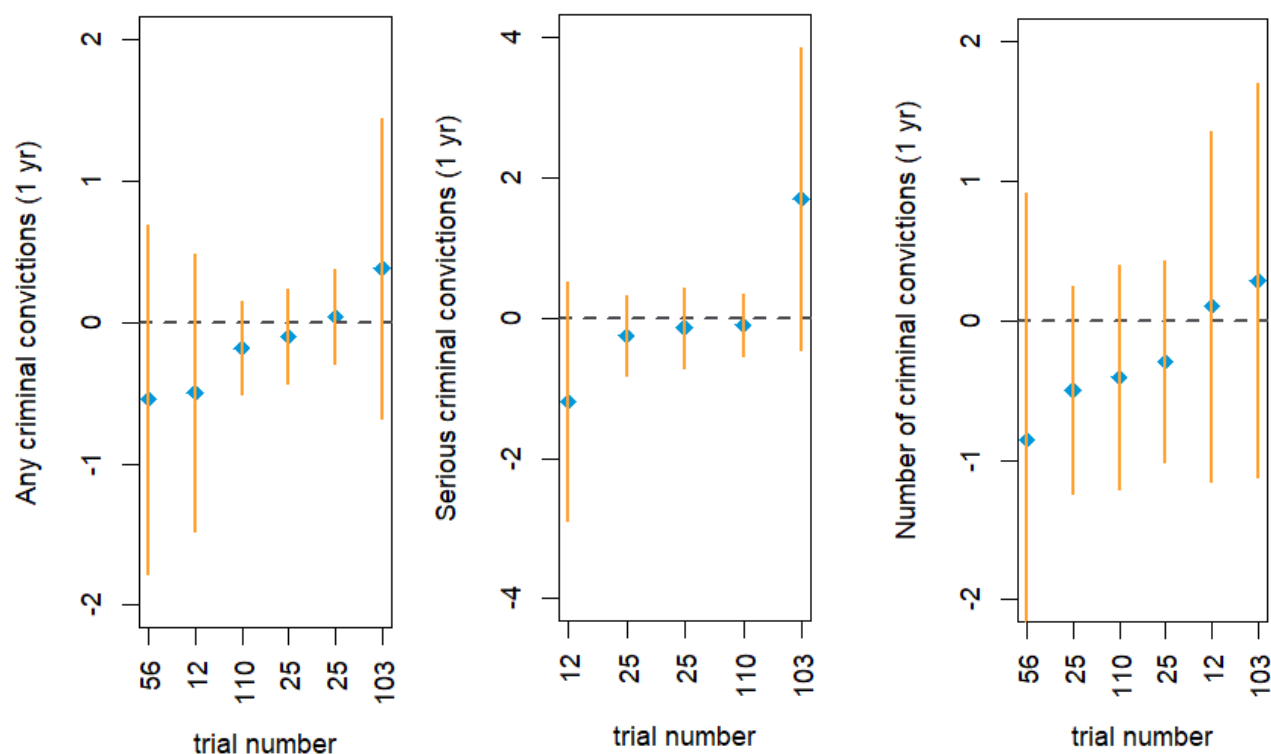 Any criminal convictions (1 yr)
2
1
0
-1
-2
56 12 110 25 25 103
trial number
Serious criminal convictions (1 yr)
4
2
0
-2
-4
12 25 25 110 103
trial number
Number of criminal convictions (1 yr)
2
1
0
-1
-2
56 25 110 25 12 103
trial number